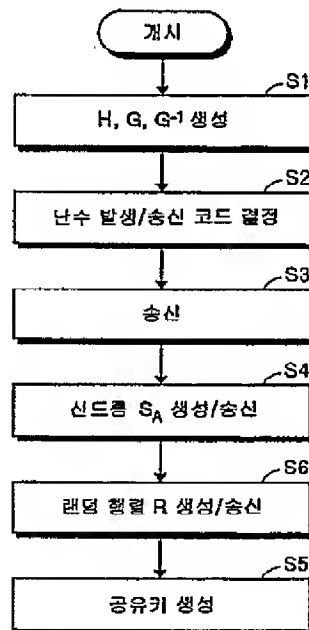 개시
S1
H, G, G⁻¹ 생성
S2
난수 발생/송신 코드 결정
S3
송신
S4
신드롬 S_A 생성/송신
S6
랜덤 행렬 R 생성/송신
S5
공유키 생성